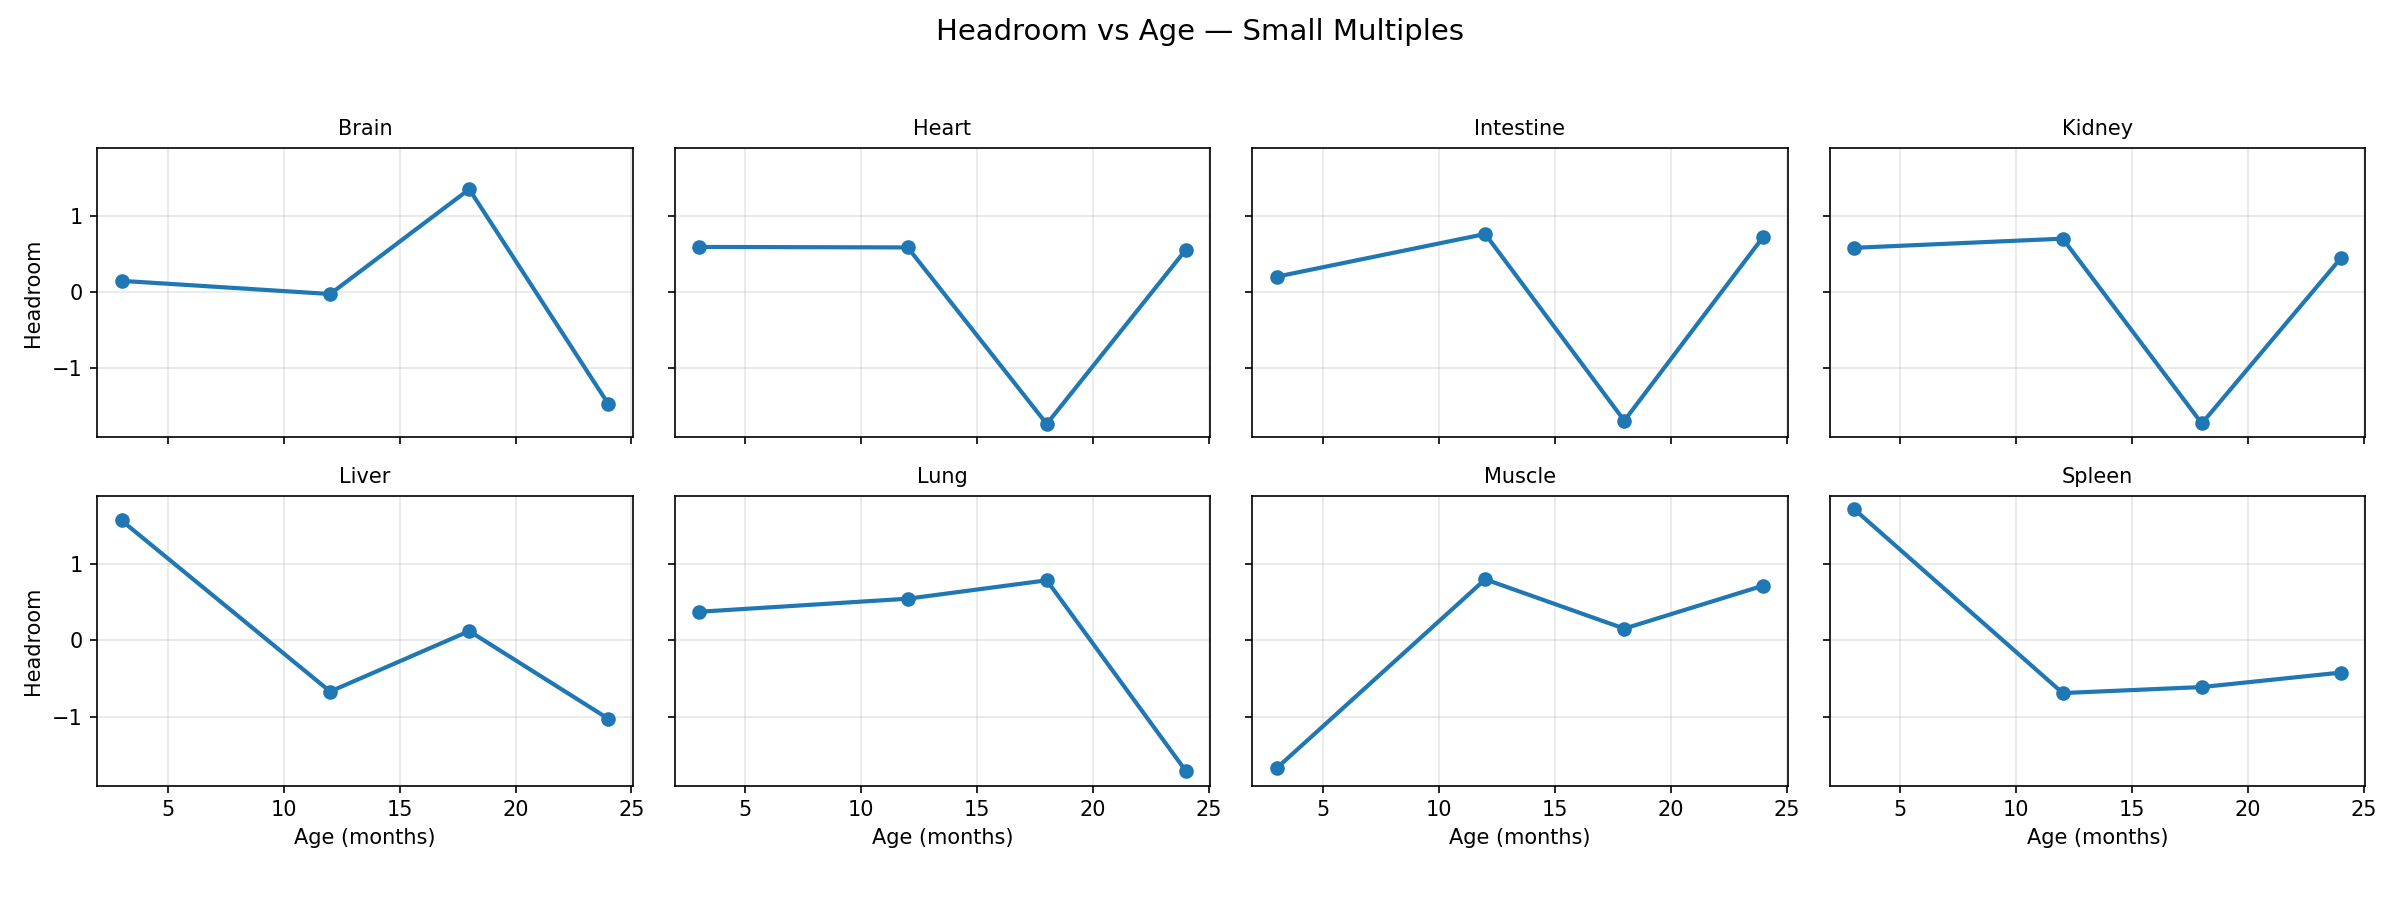 Headroom vs Age — Small Multiples
Brain
Heart
Intestine
Kidney
Headroom
1
0
−1
Liver
Lung
Muscle
Spleen
Headroom
1
0
−1
5 10 15 20 25
5 10 15 20 25
5 10 15 20 25
5 10 15 20 25
Age (months)
Age (months)
Age (months)
Age (months)